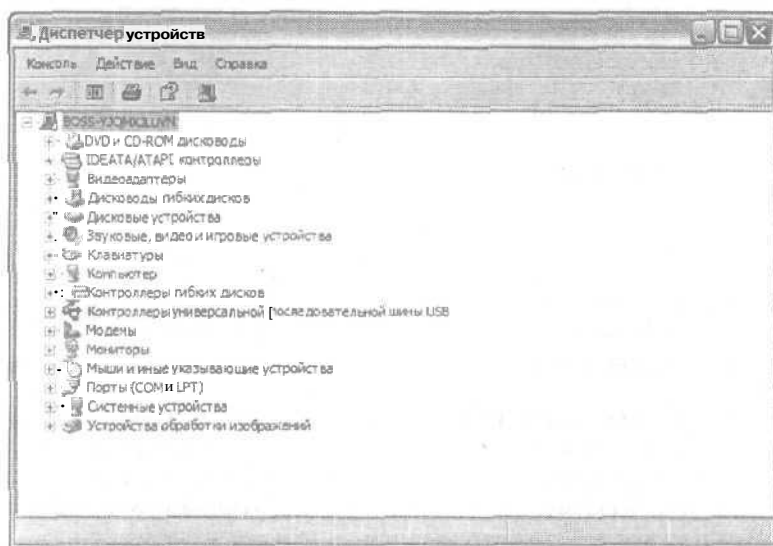 Диспетчер устройств
Консоль Действие Вид Справка
BOSS-YJQMX2LUVN
DVD и CD-ROM дисководы
IDE ATA/ATAPI контроллеры
Видеоадаптеры
Дисководы гибких дисков
Дисковые устройства
Звуковые, видео и игровые устройства
Клавиатуры
Компьютер
Контроллеры гибких дисков
Контроллеры универсальной последовательной шины USB
Модемы
Мониторы
Мыши и иные указывающие устройства
Порты (COM и LPT)
Системные устройства
Устройства обработки изображений